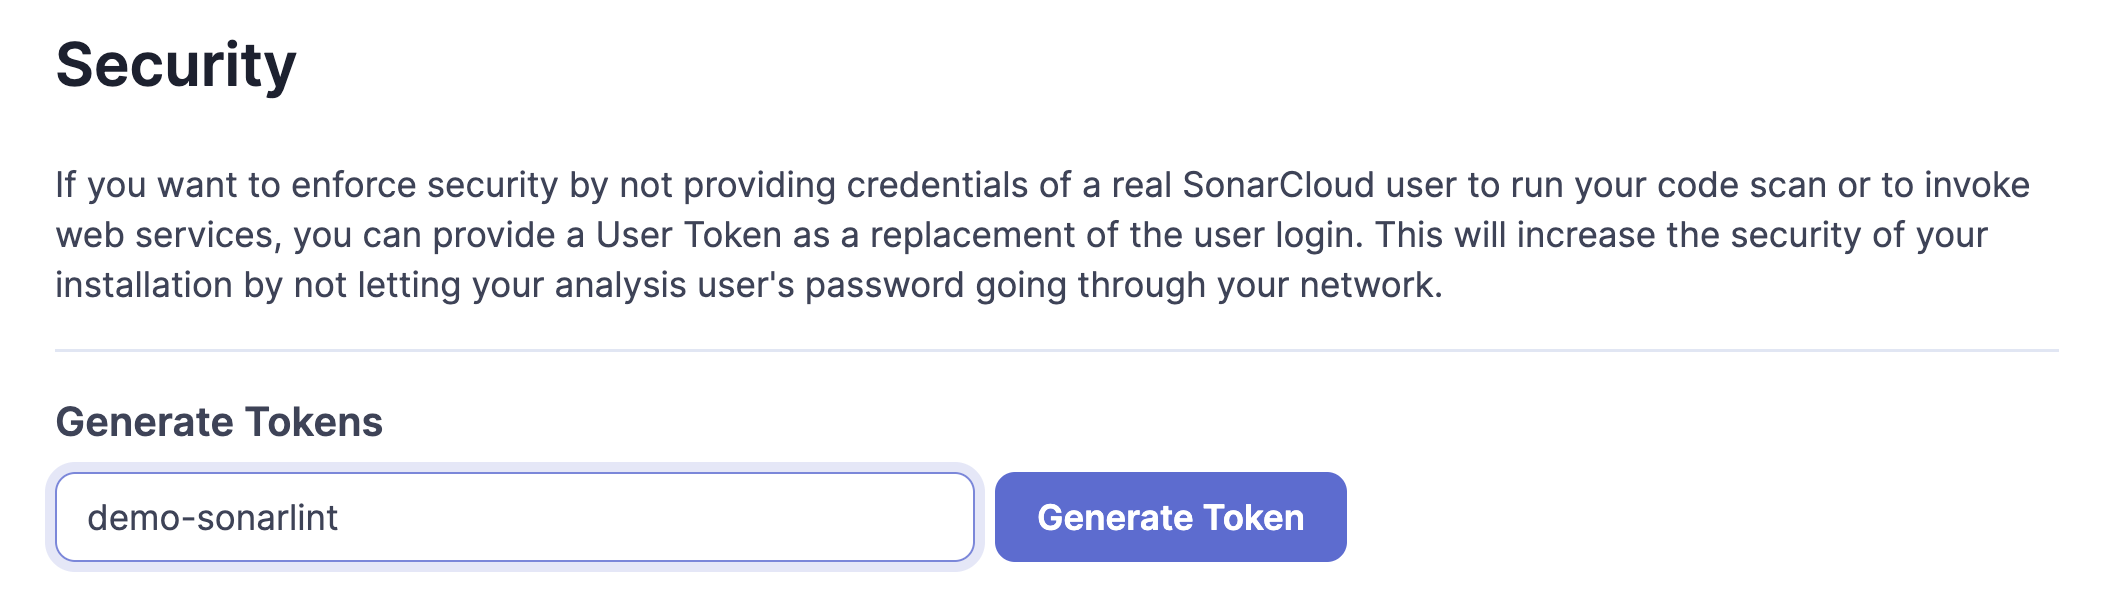 Security
If you want to enforce security by not providing credentials of a real SonarCloud user to run your code scan or to invoke
web services, you can provide a User Token as a replacement of the user login. This will increase the security of your
installation by not letting your analysis user's password going through your network.
Generate Tokens
demo-sonarlint
Generate Token